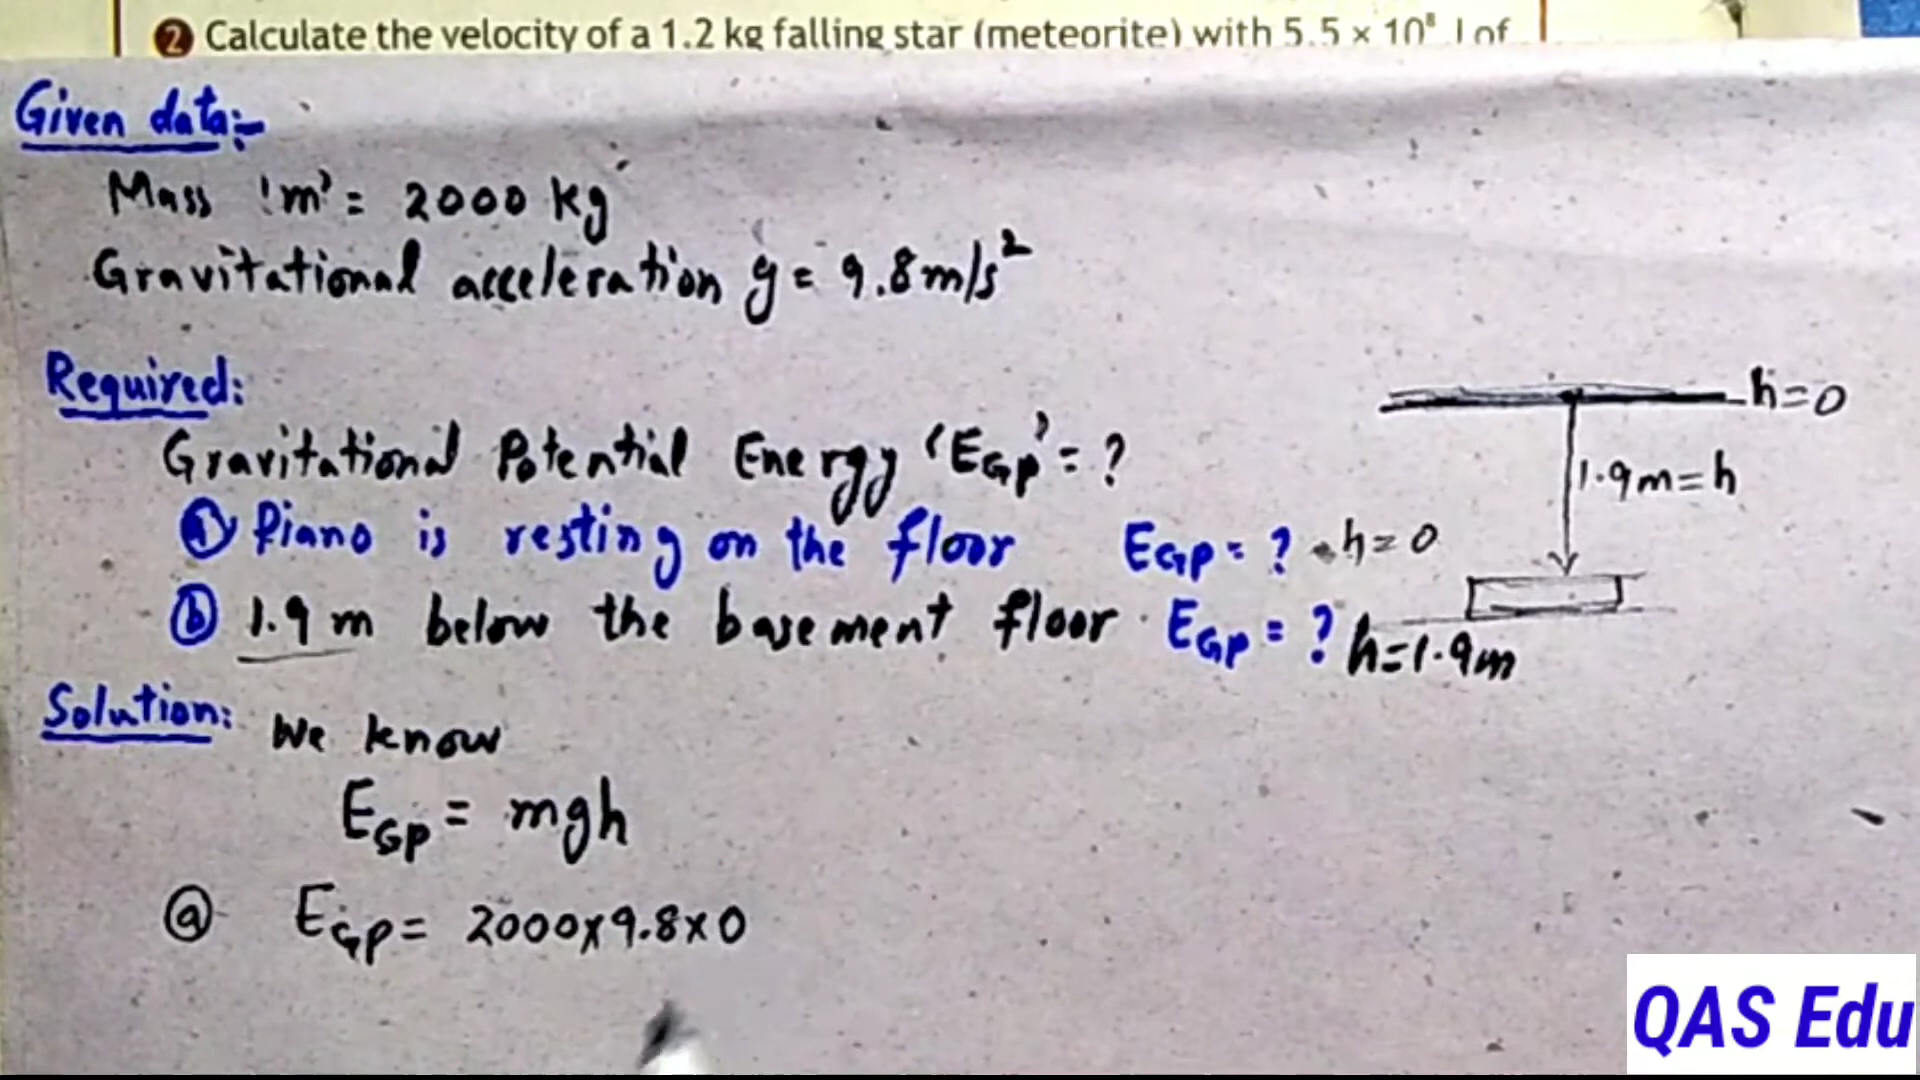 2 Calculate the velocity of a 1.2 kg falling star (meteorite) with 5.5 × 10⁸ J of
Given data:-
Mass 'm' = 2000 kg
Gravitational acceleration g = 9.8 m/s²
Required:
Gravitational Potential Energy 'EGP' = ?
a Piano is resting on the floor EGP = ? h = 0
b 1.9 m below the basement floor. EGP = ? h = 1.9m
h = 0
1.9m = h
Solution: We know
EGP = mgh
a EGP = 2000 x 9.8 x 0
QAS Edu